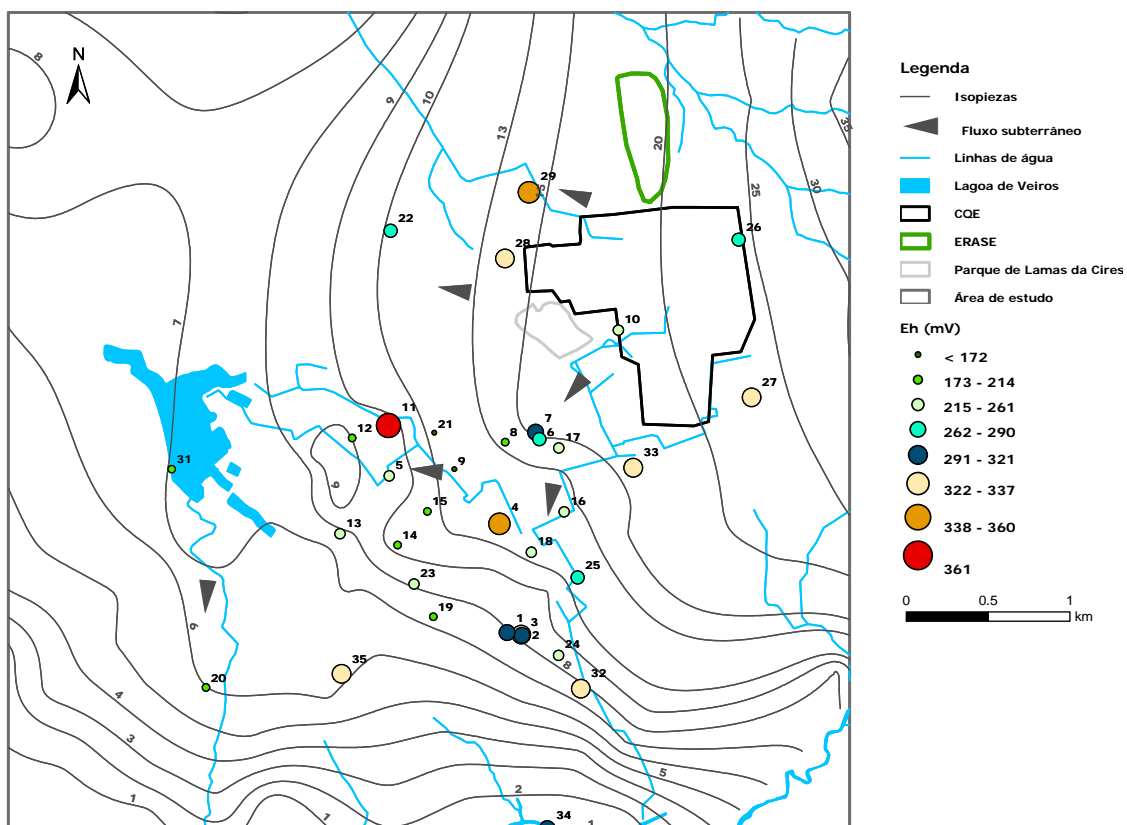 N
8
9
10
13
20
35
25
30
29
15
22
26
28
10
7
27
11
21
7
6
8
17
12
9
5
33
31
9
4
16
15
13
14
18
25
23
19
1
3
2
24
6
8
35
32
20
4
3
5
1
2
1
1
34
Legenda
Isopiezas
Fluxo subterrâneo
Linhas de água
Lagoa de Veiros
CQE
ERASE
Parque de Lamas da Cires
Área de estudo
Eh (mV)
< 172
173 - 214
215 - 261
262 - 290
291 - 321
322 - 337
338 - 360
361
0 0.5 1
km